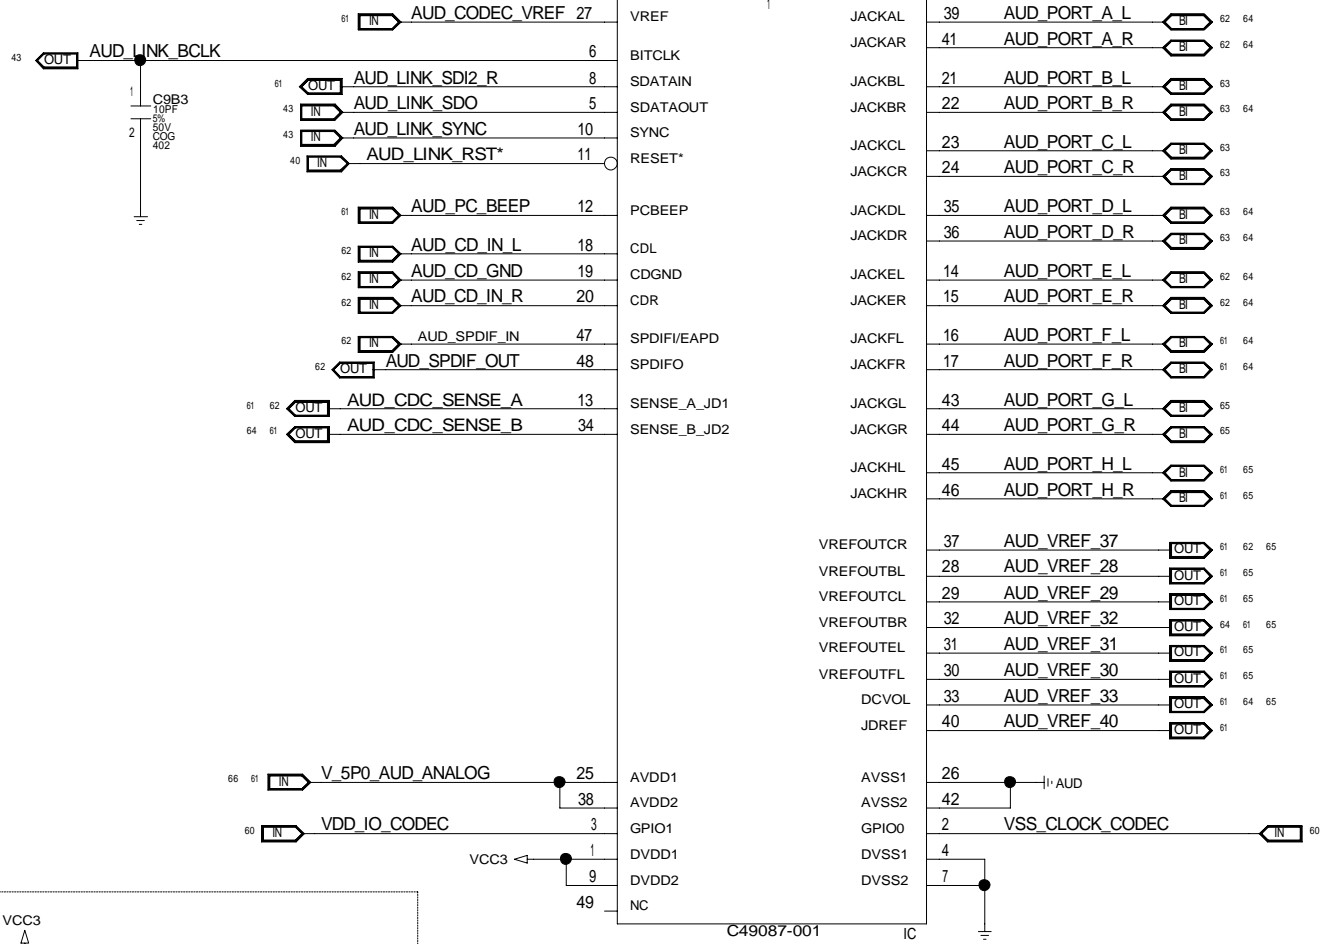 61 IN AUD_CODEC_VREF 27 VREF JACKAL 39 AUD_PORT_A_L BI 62 64
JACKAR 41 AUD_PORT_A_R BI 62 64
43 OUT AUD_LINK_BCLK 6 BITCLK
61 OUT AUD_LINK_SDI2_R 8 SDATAIN JACKBL 21 AUD_PORT_B_L BI 63
43 IN AUD_LINK_SDO 5 SDATAOUT JACKBR 22 AUD_PORT_B_R BI 63 64
43 IN AUD_LINK_SYNC 10 SYNC JACKCL 23 AUD_PORT_C_L BI 63
40 IN AUD_LINK_RST* 11 RESET* JACKCR 24 AUD_PORT_C_R BI 63
1 C9B3
10PF
5%
2 50V
COG
402
61 IN AUD_PC_BEEP 12 PCBEEP JACKDL 35 AUD_PORT_D_L BI 63 64
JACKDR 36 AUD_PORT_D_R BI 63 64
62 IN AUD_CD_IN_L 18 CDL
62 IN AUD_CD_GND 19 CDGND JACKEL 14 AUD_PORT_E_L BI 62 64
62 IN AUD_CD_IN_R 20 CDR JACKER 15 AUD_PORT_E_R BI 62 64
62 IN AUD_SPDIF_IN 47 SPDIFI/EAPD JACKFL 16 AUD_PORT_F_L BI 61 64
62 OUT AUD_SPDIF_OUT 48 SPDIFO JACKFR 17 AUD_PORT_F_R BI 61 64
61 62 OUT AUD_CDC_SENSE_A 13 SENSE_A_JD1 JACKGL 43 AUD_PORT_G_L BI 65
64 61 OUT AUD_CDC_SENSE_B 34 SENSE_B_JD2 JACKGR 44 AUD_PORT_G_R BI 65
JACKHL 45 AUD_PORT_H_L BI 61 65
JACKHR 46 AUD_PORT_H_R BI 61 65
VREFOUTCR 37 AUD_VREF_37 OUT 61 62 65
VREFOUTBL 28 AUD_VREF_28 OUT 61 65
VREFOUTCL 29 AUD_VREF_29 OUT 61 65
VREFOUTBR 32 AUD_VREF_32 OUT 64 61 65
VREFOUTEL 31 AUD_VREF_31 OUT 61 65
VREFOUTFL 30 AUD_VREF_30 OUT 61 65
DCVOL 33 AUD_VREF_33 OUT 61 64 65
JDREF 40 AUD_VREF_40 OUT 61
66 61 IN V_5P0_AUD_ANALOG 25 AVDD1 AVSS1 26 AUD
38 AVDD2 AVSS2 42
60 IN VDD_IO_CODEC 3 GPIO1 GPIO0 2 VSS_CLOCK_CODEC IN 60
VCC3 1 DVDD1 DVSS1 4
9 DVDD2 DVSS2 7
49 NC
C49087-001 IC
VCC3